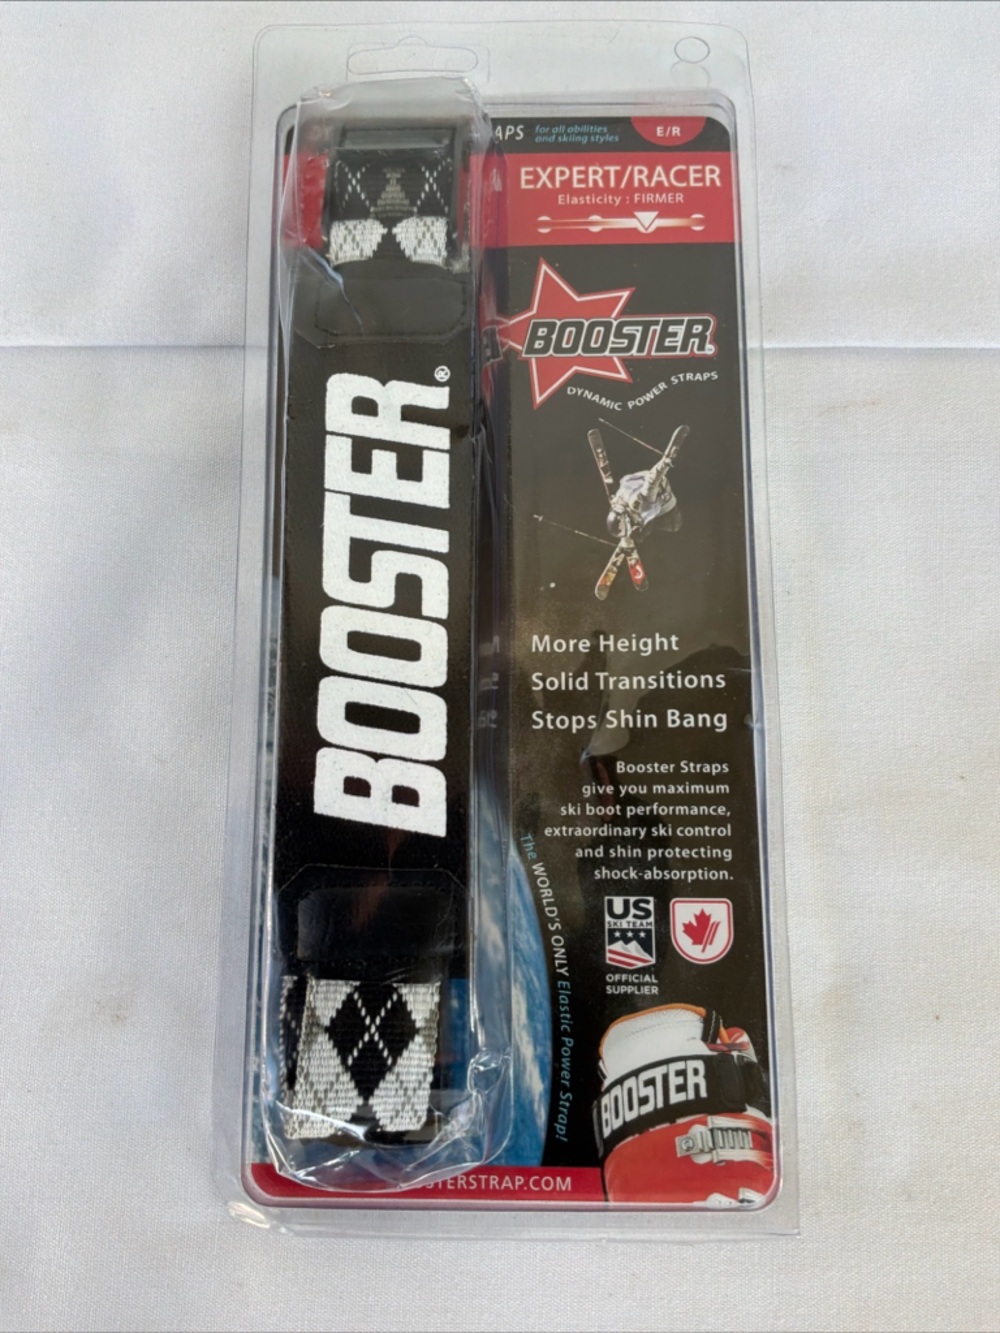 APS for all abilities
and skiing styles
E/R
EXPERT/RACER
Elasticity : FIRMER
BOOSTER
DYNAMIC POWER STRAPS
BOOSTER®
More Height
Solid Transitions
Stops Shin Bang
Booster Straps
give you maximum
ski boot performance,
extraordinary ski control
and shin protecting
shock-absorption.
The WORLD'S ONLY Elastic Power Strap!
US
SKI TEAM
OFFICIAL
SUPPLIER
BOOSTER
STERSTRAP.COM